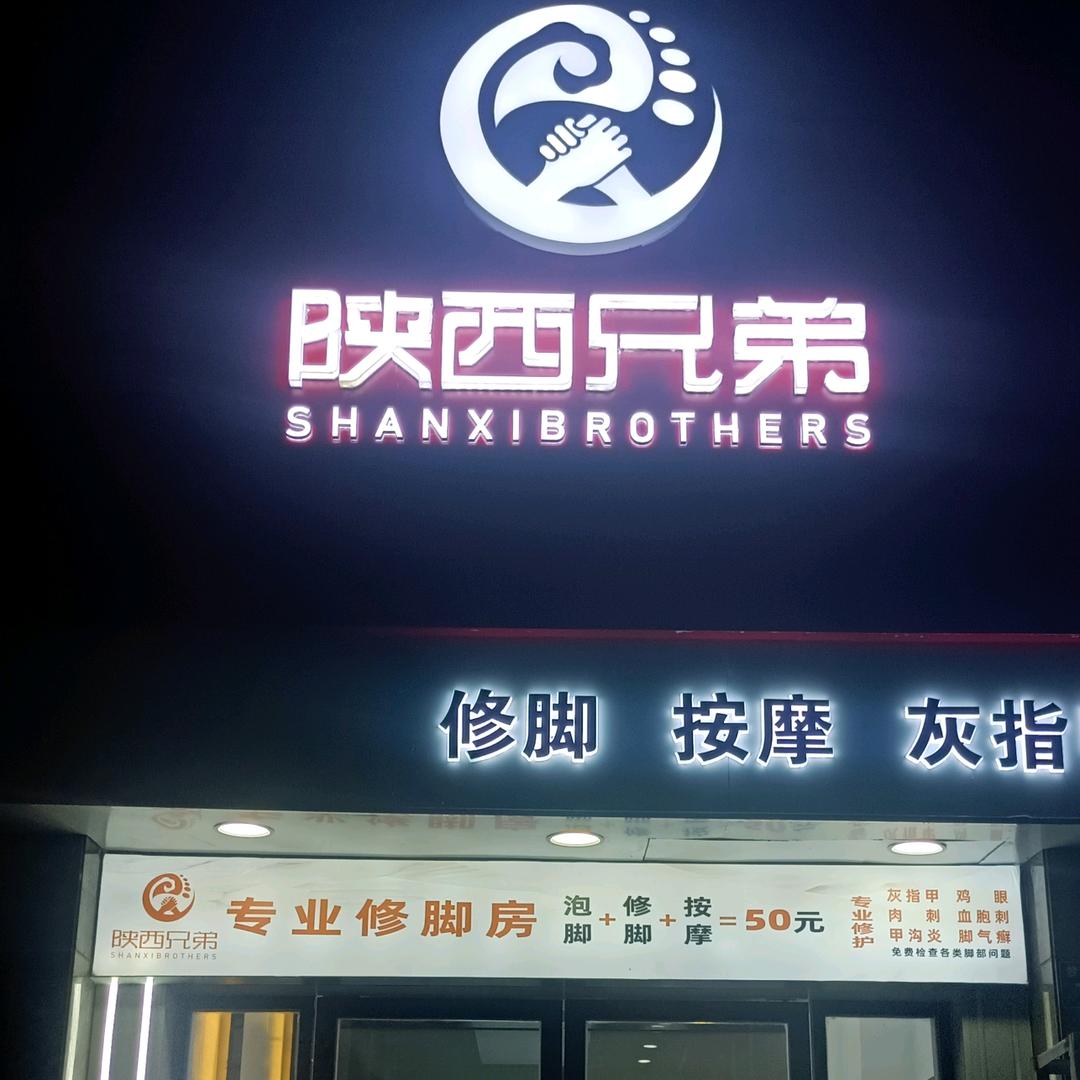 陕西兄弟
SHANXIBROTHERS
修脚 按摩 灰指
陕西兄弟
SHANXIBROTHERS
专业修脚房
泡脚+修脚+按摩=50元
专业修护
灰指甲 鸡眼
肉刺 血胞刺
甲沟炎 脚气癣
免费检查各类脚部问题